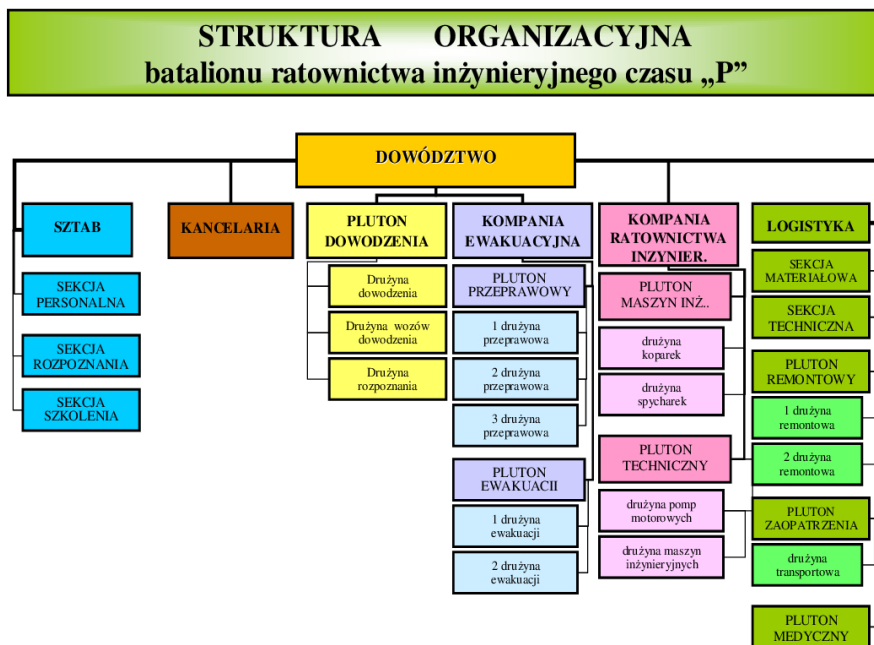 STRUKTURA ORGANIZACYJNA
batalionu ratownictwa inżynieryjnego czasu „P”
DOWÓDZTWO
SZTAB
SEKCJA
PERSONALNA
SEKCJA
ROZPOZNANIA
SEKCJA
SZKOLENIA
KANCELARIA
PLUTON
DOWODZENIA
Drużyna
dowodzenia
Drużyna wozów
dowodzenia
Drużyna
rozpoznania
KOMPANIA
EWAKUACYJNA
PLUTON
PRZEPRAWOWY
1 drużyna
przeprawowa
2 drużyna
przeprawowa
3 drużyna
przeprawowa
PLUTON
EWAKUACJI
1 drużyna
ewakuacji
2 drużyna
ewakuacji
KOMPANIA
RATOWNICTWA
INZYNIER.
PLUTON
MASZYN INŻ..
drużyna
koparek
drużyna
spycharek
PLUTON
TECHNICZNY
drużyna pomp
motorowych
drużyna maszyn
inżynieryjnych
LOGISTYKA
SEKCJA
MATERIAŁOWA
SEKCJA
TECHNICZNA
PLUTON
REMONTOWY
1 drużyna
remontowa
2 drużyna
remontowa
PLUTON
ZAOPATRZENIA
drużyna
transportowa
PLUTON
MEDYCZNY